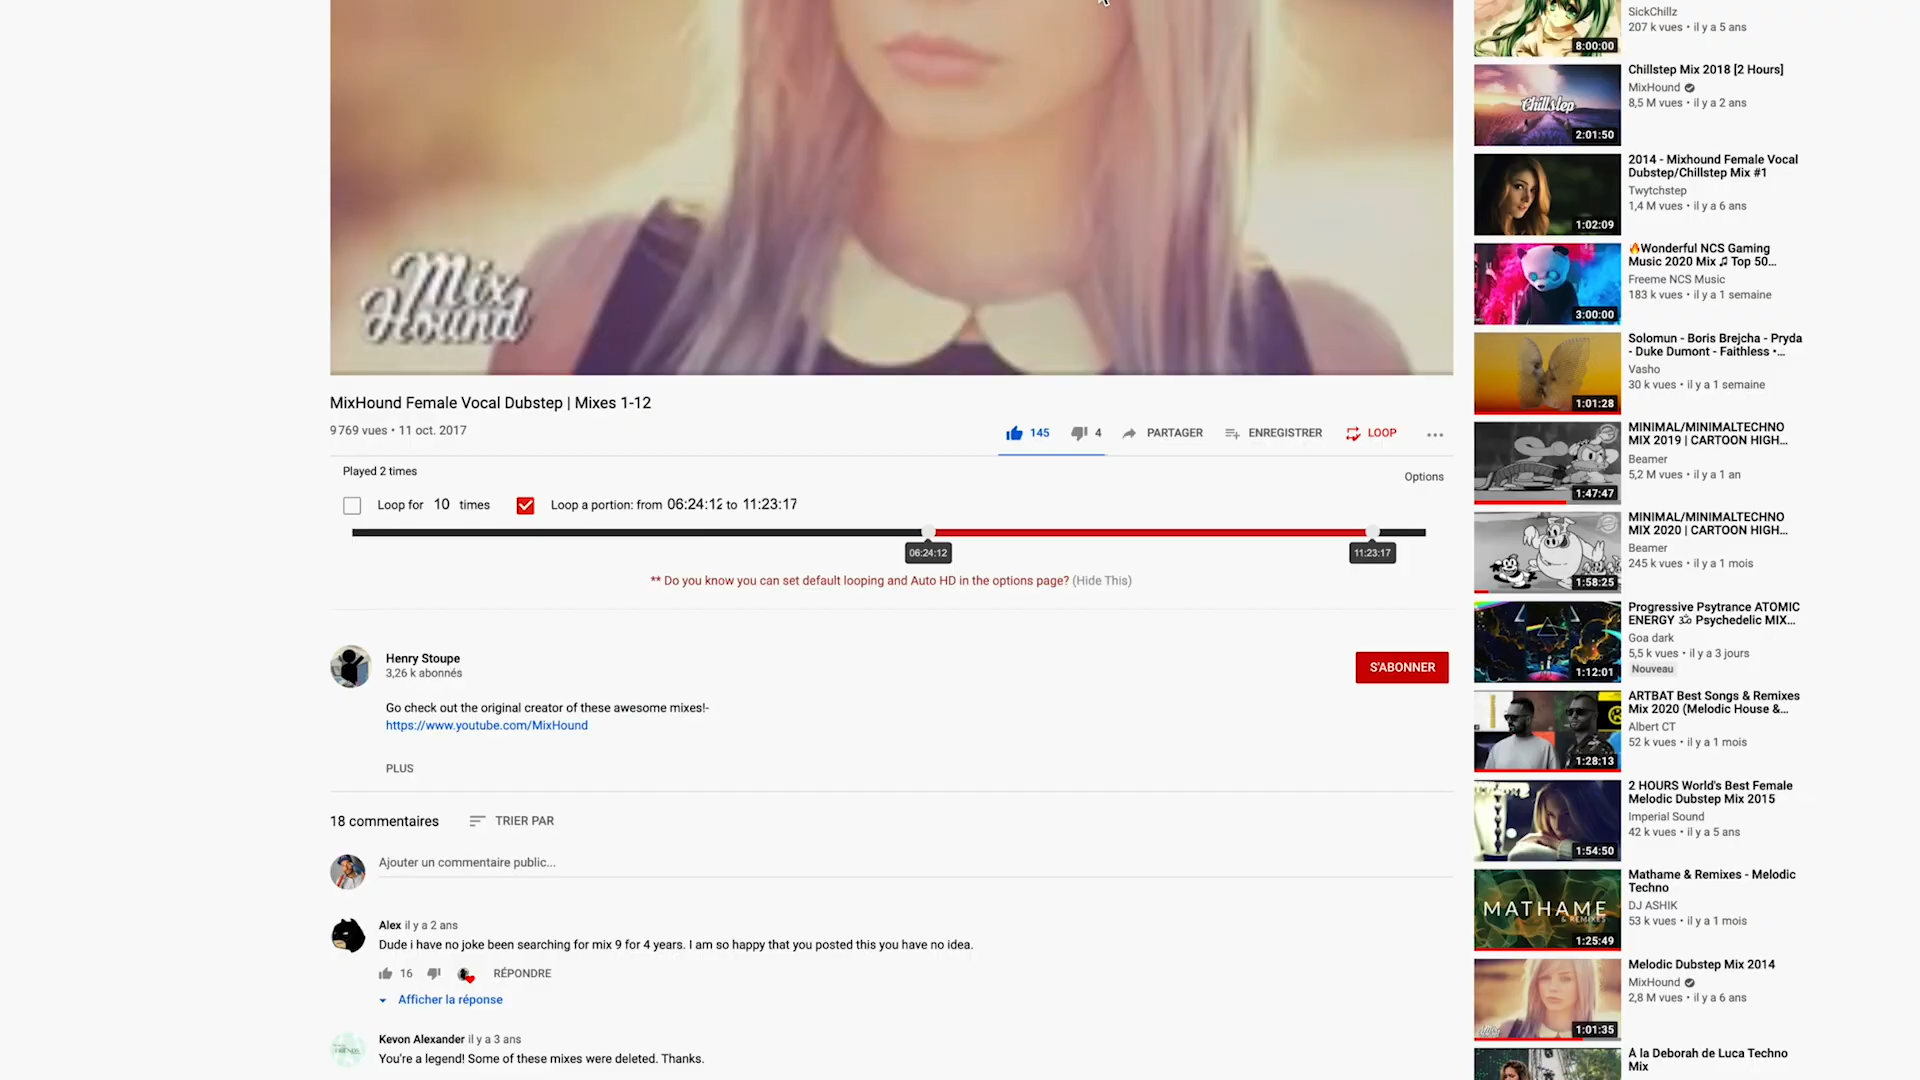 Mix
Hound
MixHound Female Vocal Dubstep | Mixes 1-12
9 769 vues • 11 oct. 2017
145
4
PARTAGER
ENREGISTRER
LOOP
Played 2 times
Options
Loop for 10 times
Loop a portion: from 06:24:12 to 11:23:17
06:24:12
11:23:17
** Do you know you can set default looping and Auto HD in the options page? (Hide This)
Henry Stoupe
3,26 k abonnés
S'ABONNER
Go check out the original creator of these awesome mixes!-
https://www.youtube.com/MixHound
PLUS
18 commentaires
TRIER PAR
Ajouter un commentaire public...
Alex il y a 2 ans
Dude i have no joke been searching for mix 9 for 4 years. I am so happy that you posted this you have no idea.
16
RÉPONDRE
Afficher la réponse
Kevon Alexander il y a 3 ans
You're a legend! Some of these mixes were deleted. Thanks.
SickChillz
207 k vues • il y a 5 ans
8:00:00
Chillstep Mix 2018 [2 Hours]
MixHound
8,5 M vues • il y a 2 ans
Chillstep
2:01:50
2014 - Mixhound Female Vocal
Dubstep/Chillstep Mix #1
Twytchstep
1,4 M vues • il y a 6 ans
1:02:09
🔥Wonderful NCS Gaming
Music 2020 Mix ♫ Top 50...
Freeme NCS Music
183 k vues • il y a 1 semaine
3:00:00
Solomun - Boris Brejcha - Pryda
- Duke Dumont - Faithless •...
Vasho
30 k vues • il y a 1 semaine
1:01:28
MINIMAL/MINIMALTECHNO
MIX 2019 | CARTOON HIGH...
Beamer
5,2 M vues • il y a 1 an
1:47:47
MINIMAL/MINIMALTECHNO
MIX 2020 | CARTOON HIGH...
Beamer
245 k vues • il y a 1 mois
1:58:25
Progressive Psytrance ATOMIC
ENERGY 🕉 Psychedelic MIX...
Goa dark
5,5 k vues • il y a 3 jours
Nouveau
1:12:01
ARTBAT Best Songs & Remixes
Mix 2020 (Melodic House &...
Albert CT
52 k vues • il y a 1 mois
1:28:13
2 HOURS World's Best Female
Melodic Dubstep Mix 2015
Imperial Sound
42 k vues • il y a 5 ans
1:54:50
Mathame & Remixes - Melodic
Techno
DJ ASHIK
53 k vues • il y a 1 mois
MATHAME
& REMIXES
1:25:49
Melodic Dubstep Mix 2014
MixHound
2,8 M vues • il y a 6 ans
1:01:35
Á la Deborah de Luca Techno
Mix